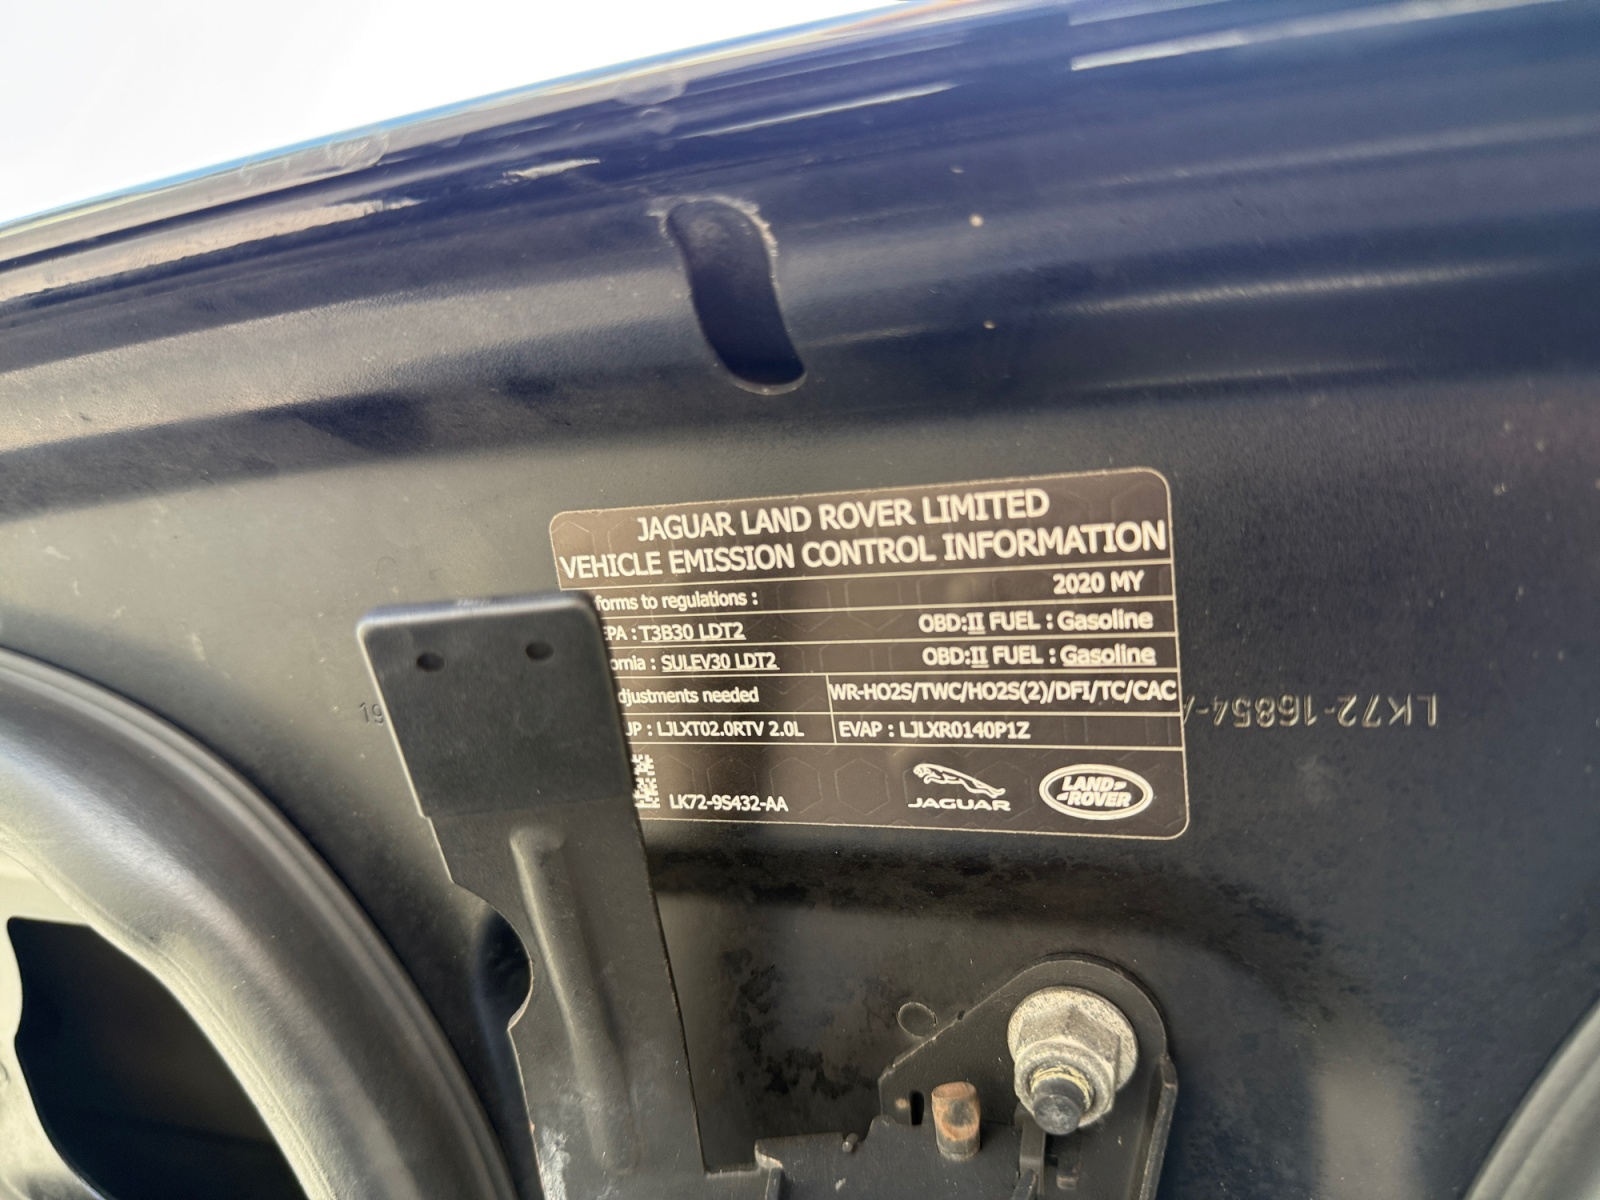 JAGUAR LAND ROVER LIMITED
VEHICLE EMISSION CONTROL INFORMATION
forms to regulations : 2020 MY
EPA : T3B30 LDT2 OBD:II FUEL : Gasoline
ornia : SULEV30 LDT2 OBD:II FUEL : Gasoline
djustments needed WR-HO2S/TWC/HO2S(2)/DFI/TC/CAC
UP : LJLXT02.0RTV 2.0L EVAP : LJLXR0140P1Z
LK72-9S432-AA
JAGUAR
LAND ROVER
LK72-16854-A
19